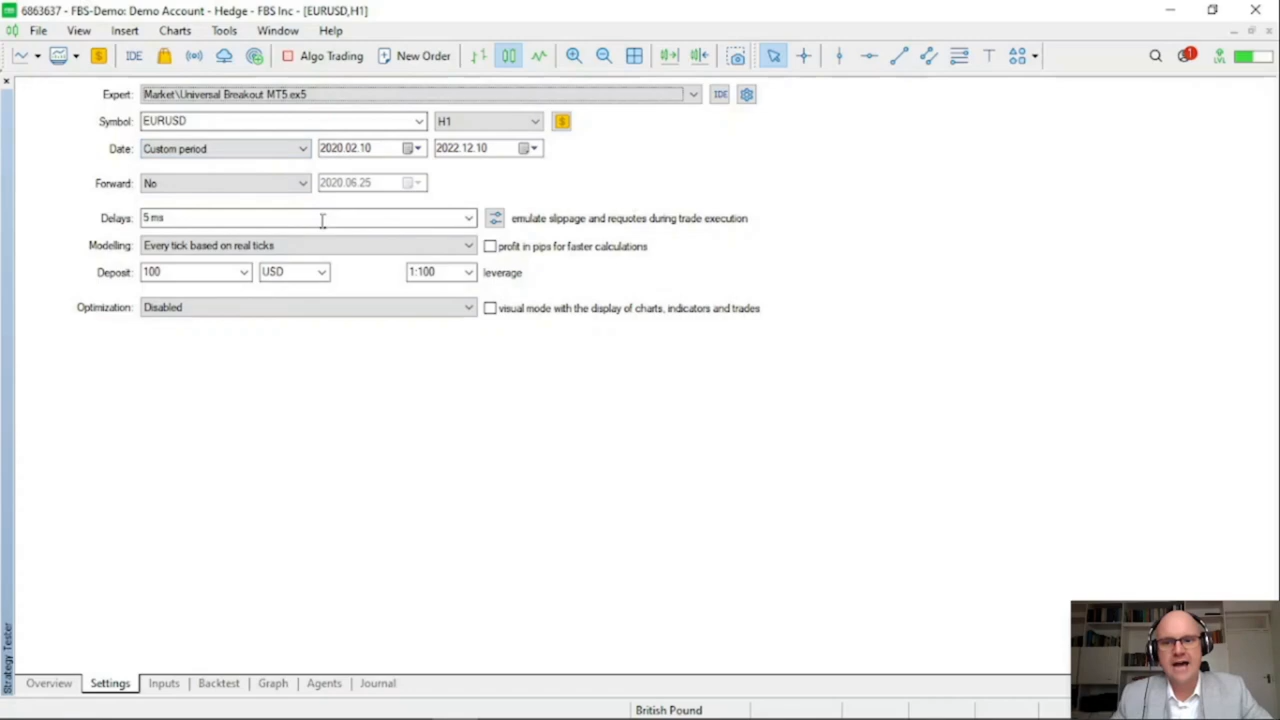 6863637 - FBS-Demo: Demo Account - Hedge - FBS Inc - [EURUSD,H1]
File View Insert Charts Tools Window Help
IDE Algo Trading New Order T 1 LVL
Expert: Market\Universal Breakout MT5.ex5 IDE
Symbol: EURUSD H1 $
Date: Custom period 2020.02.10 2022.12.10
Forward: No 2020.06.25
Delays: 5 ms emulate slippage and requotes during trade execution
Modelling: Every tick based on real ticks profit in pips for faster calculations
Deposit: 100 USD 1:100 leverage
Optimization: Disabled visual mode with the display of charts, indicators and trades
Strategy Tester
Overview Settings Inputs Backtest Graph Agents Journal
British Pound